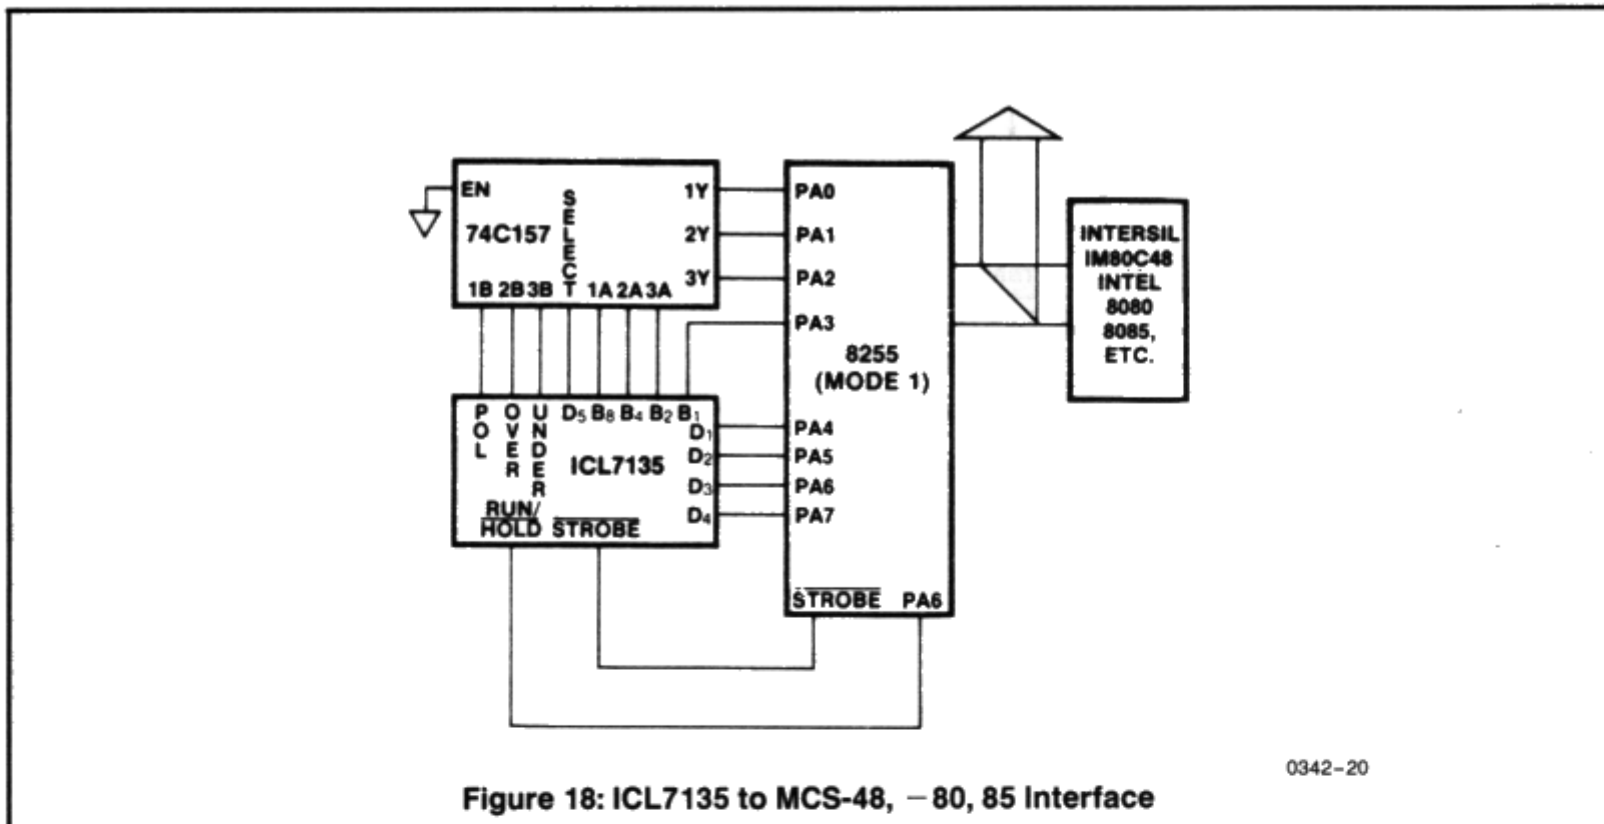 EN
74C157
SELECT
1Y
2Y
3Y
1B 2B 3B 1A 2A 3A
POL
OVER
UNDER
D5 B8 B4 B2 B1
D1
D2
D3
D4
ICL7135
RUN/
HOLD STROBE
PA0
PA1
PA2
PA3
8255
(MODE 1)
PA4
PA5
PA6
PA7
STROBE PA6
INTERSIL
IM80C48
INTEL
8080
8085,
ETC.
0342-20
Figure 18: ICL7135 to MCS-48, -80, 85 Interface